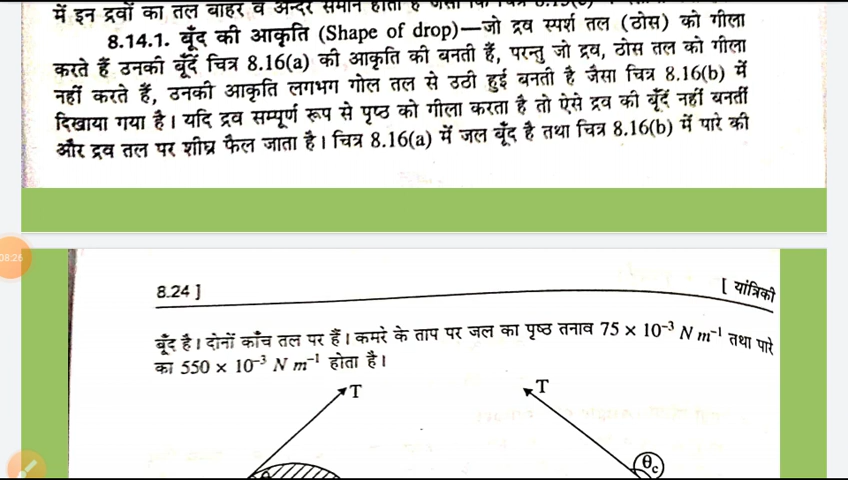 में इन द्रवों का तल बाहर व अन्दर समान होता है जैसा कि
8.14.1. बूँद की आकृति (Shape of drop)—जो द्रव स्पर्श तल (ठोस) को गीला
करते हैं उनकी बूँदें चित्र 8.16(a) की आकृति की बनती हैं, परन्तु जो द्रव, ठोस तल को गीला
नहीं करते हैं, उनकी आकृति लगभग गोल तल से उठी हुई बनती है जैसा चित्र 8.16(b) में
दिखाया गया है। यदि द्रव सम्पूर्ण रूप से पृष्ठ को गीला करता है तो ऐसे द्रव की बूँदें नहीं बनतीं
और द्रव तल पर शीघ्र फैल जाता है। चित्र 8.16(a) में जल बूँद है तथा चित्र 8.16(b) में पारे की
08:26
8.24 ]
[ यांत्रिकी
बूँद है। दोनों काँच तल पर हैं। कमरे के ताप पर जल का पृष्ठ तनाव 75 × 10⁻³ N m⁻¹ तथा पारे
का 550 × 10⁻³ N m⁻¹ होता है।
T
T
θc